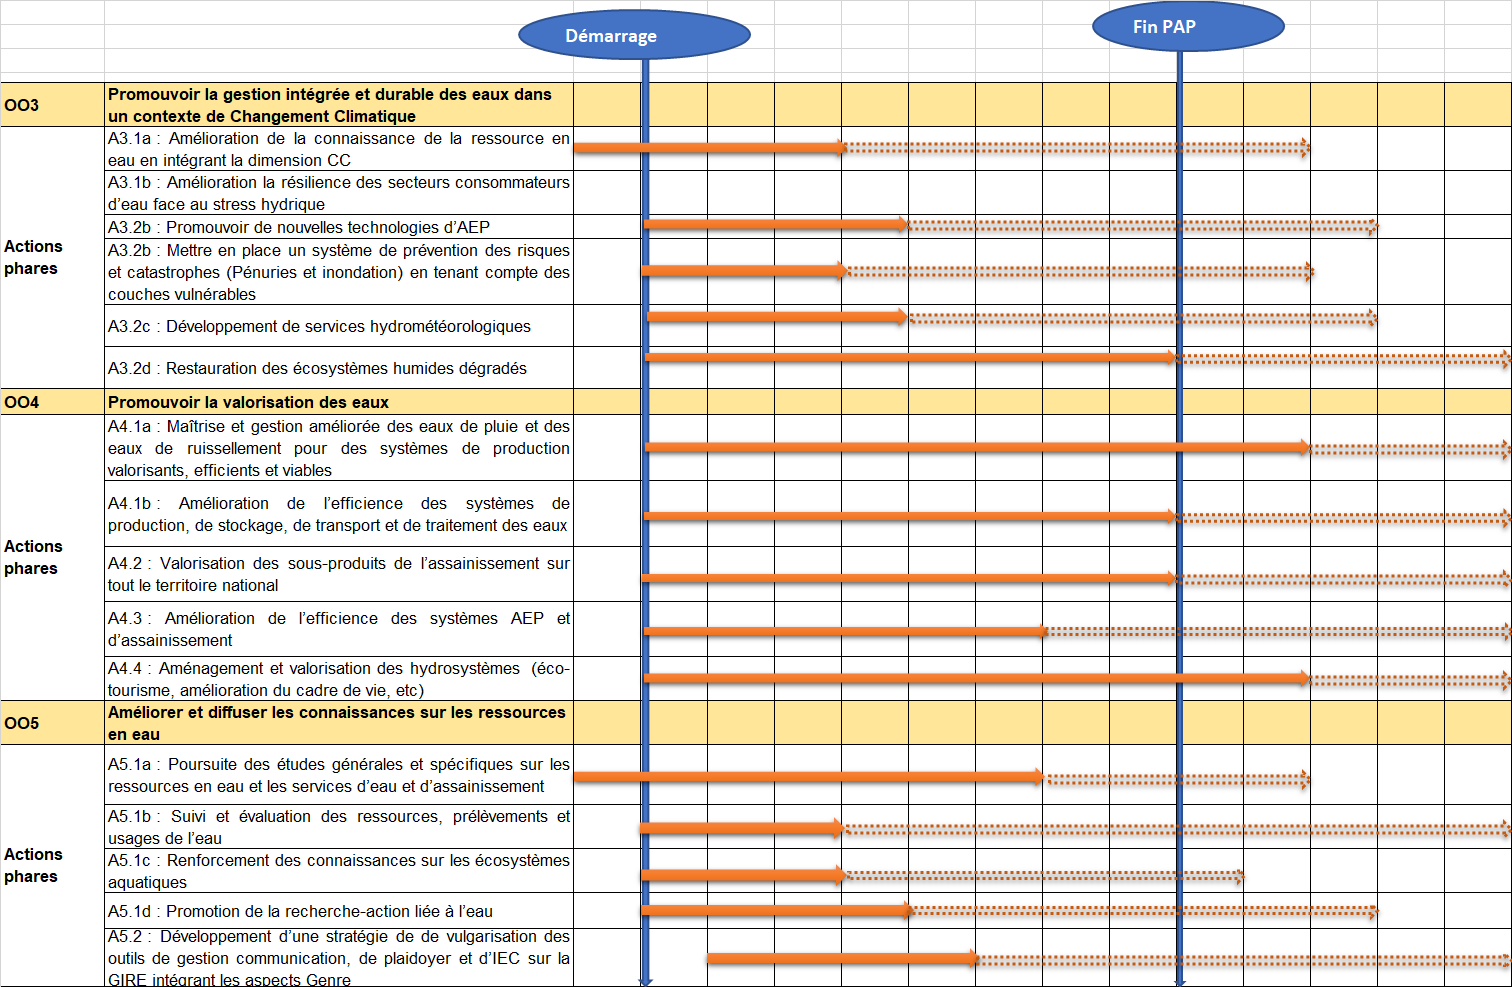 Démarrage
Fin PAP
OO3
Promouvoir la gestion intégrée et durable des eaux dans
un contexte de Changement Climatique
Actions
phares
A3.1a : Amélioration de la connaissance de la ressource en
eau en intégrant la dimension CC
A3.1b : Amélioration la résilience des secteurs consommateurs
d’eau face au stress hydrique
A3.2b : Promouvoir de nouvelles technologies d’AEP
A3.2b : Mettre en place un système de prévention des risques
et catastrophes (Pénuries et inondation) en tenant compte des
couches vulnérables
A3.2c : Développement de services hydrométéorologiques
A3.2d : Restauration des écosystèmes humides dégradés
OO4
Promouvoir la valorisation des eaux
Actions
phares
A4.1a : Maîtrise et gestion améliorée des eaux de pluie et des
eaux de ruissellement pour des systèmes de production
valorisants, efficients et viables
A4.1b : Amélioration de l’efficience des systèmes de
production, de stockage, de transport et de traitement des eaux
A4.2 : Valorisation des sous-produits de l’assainissement sur
tout le territoire national
A4.3 : Amélioration de l’efficience des systèmes AEP et
d’assainissement
A4.4 : Aménagement et valorisation des hydrosystèmes (éco-
tourisme, amélioration du cadre de vie, etc)
OO5
Améliorer et diffuser les connaissances sur les ressources
en eau
Actions
phares
A5.1a : Poursuite des études générales et spécifiques sur les
ressources en eau et les services d’eau et d’assainissement
A5.1b : Suivi et évaluation des ressources, prélèvements et
usages de l’eau
A5.1c : Renforcement des connaissances sur les écosystèmes
aquatiques
A5.1d : Promotion de la recherche-action liée à l’eau
A5.2 : Développement d’une stratégie de de vulgarisation des
outils de gestion communication, de plaidoyer et d’IEC sur la
GIRE intégrant les aspects Genre